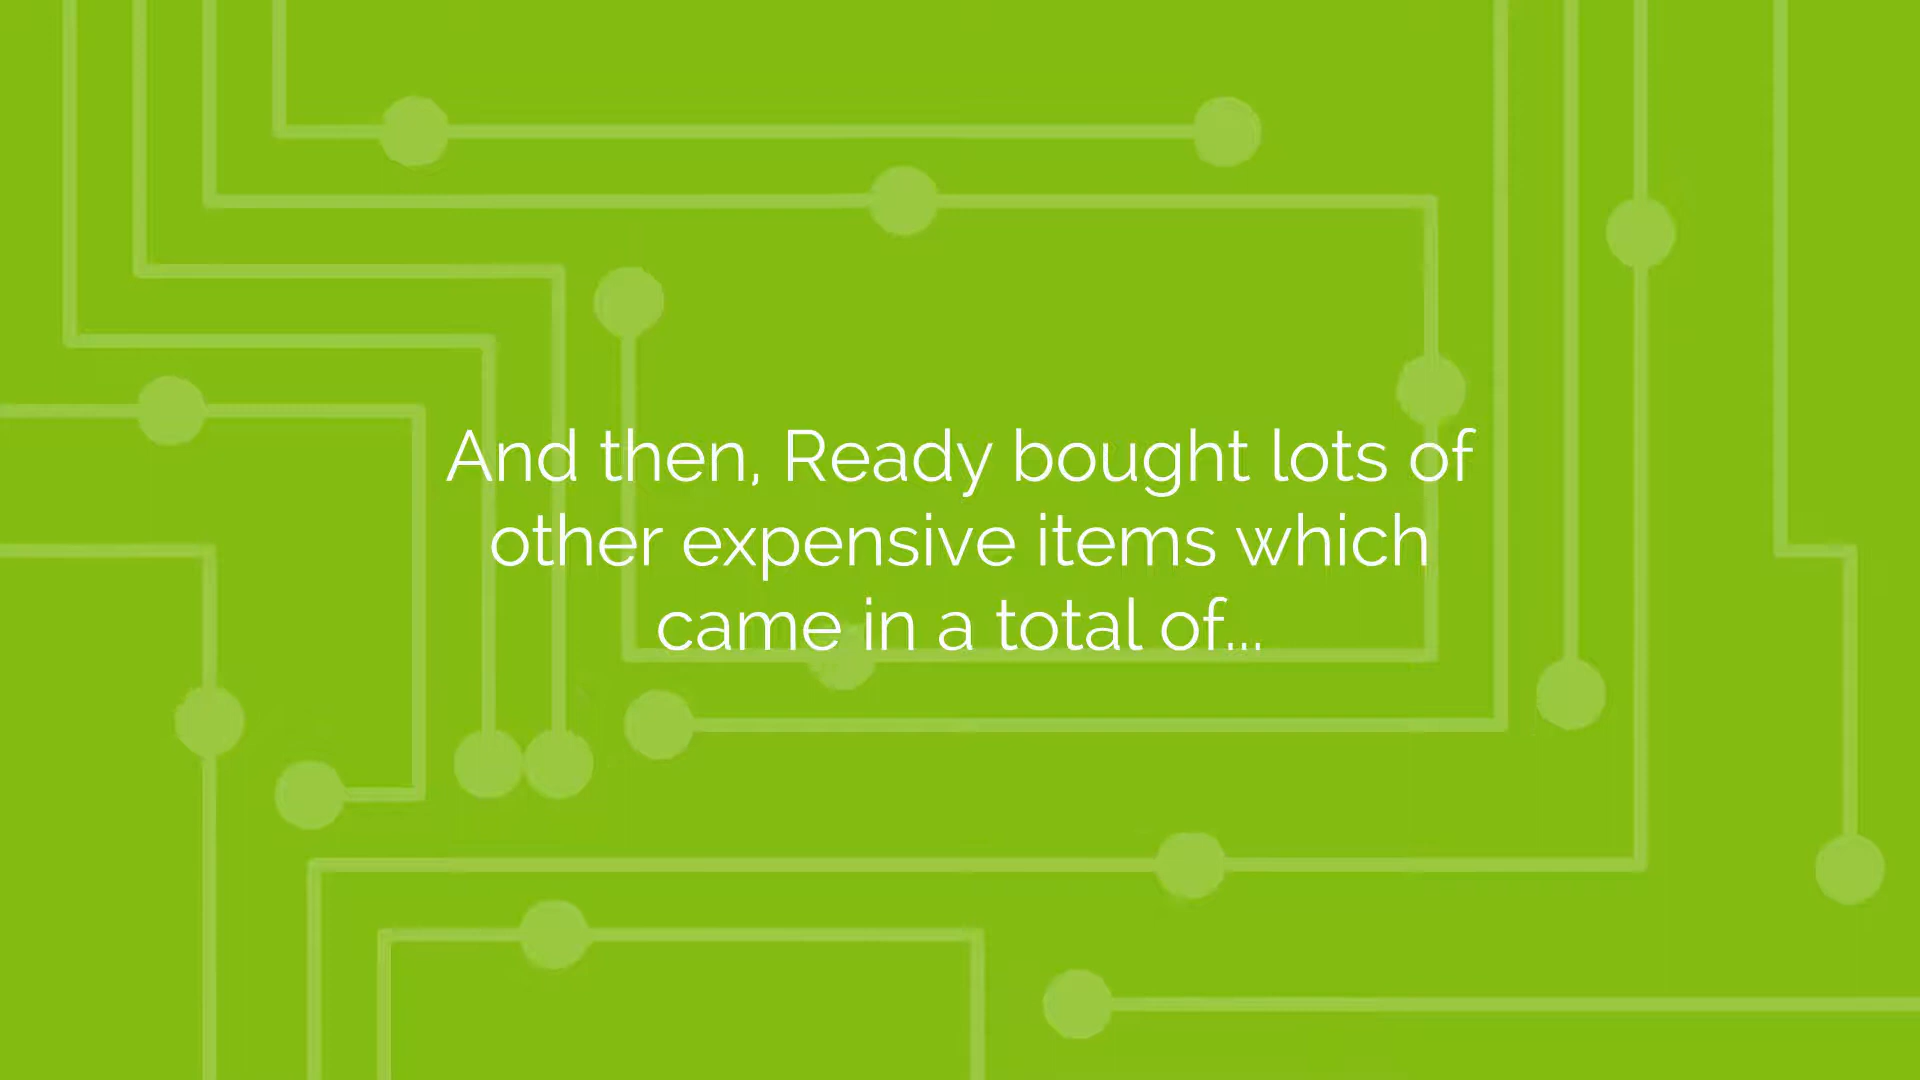 And then, Ready bought lots of
other expensive items which
came in a total of...